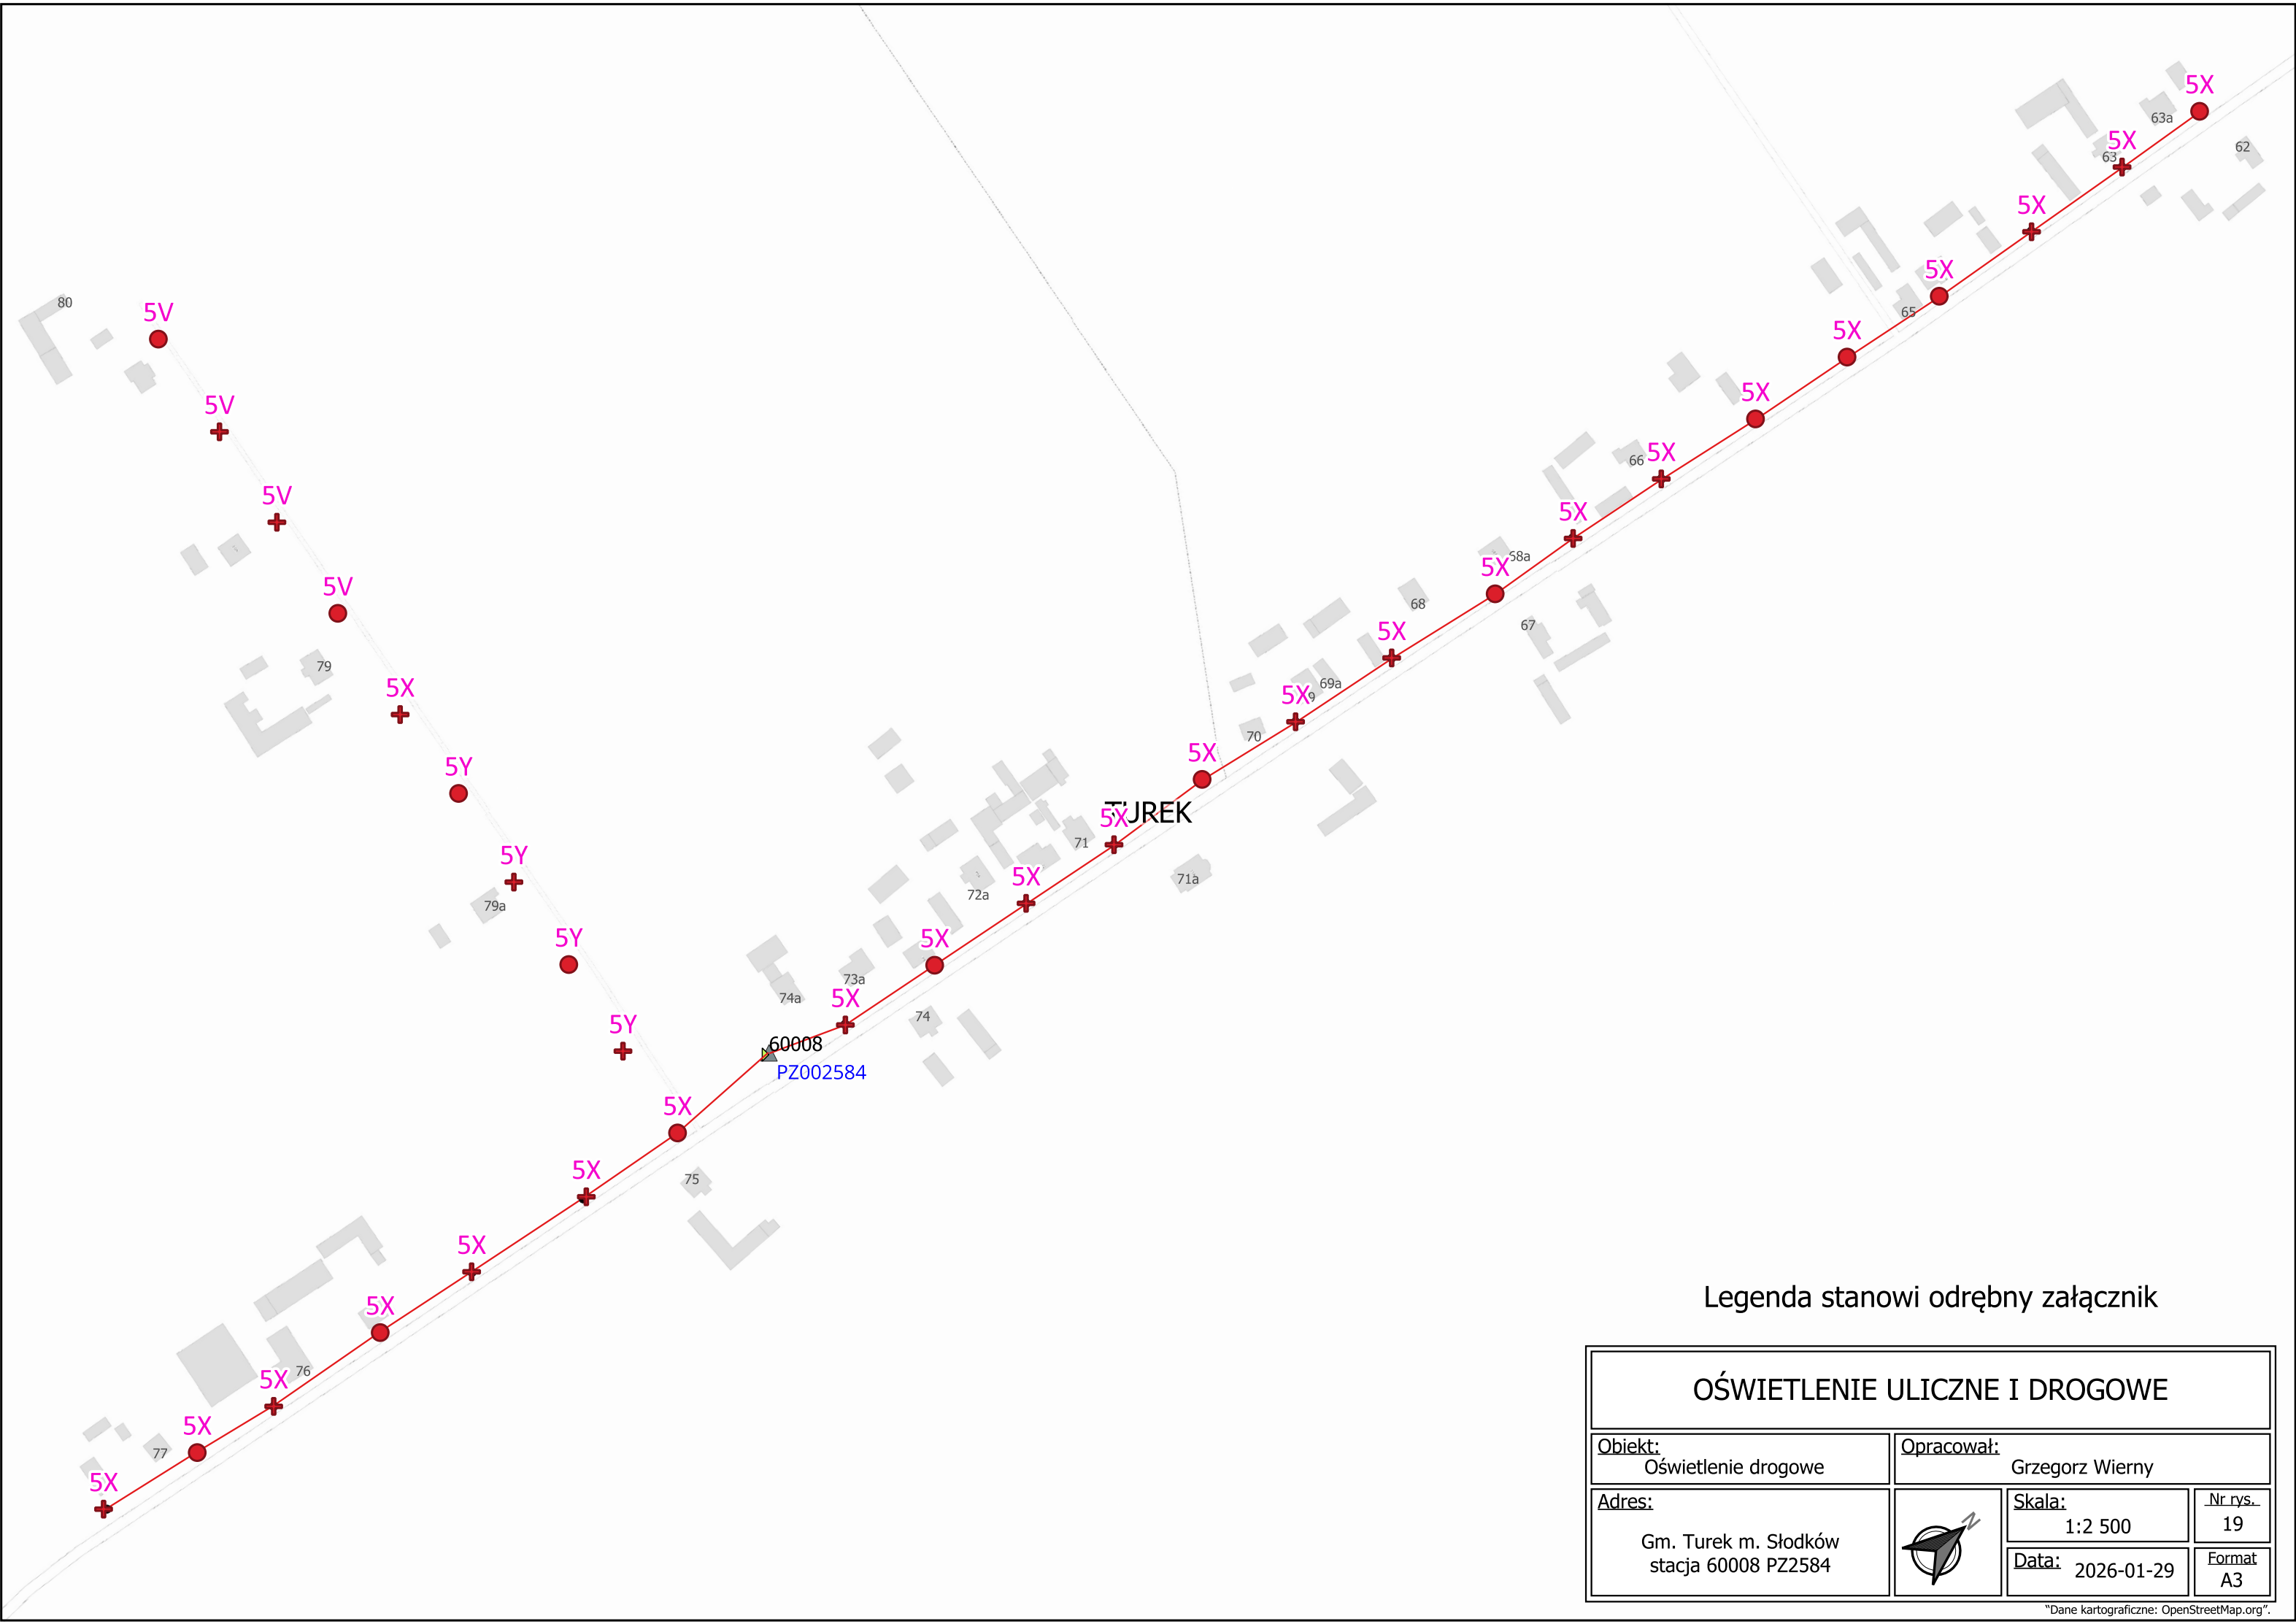 5X
63a
5X
63
62
5X
5X
65
80
5V
5X
5X
5V
66
5X
5V
5X
68a
5X
5V
68
67
5X
79
69a
5X
5X
70
5X
5Y
TUREK
5X
71
5Y
5X
71a
72a
79a
5Y
5X
73a
74a
5X
74
5Y
60008
PZ002584
5X
75
5X
5X
5X
76
5X
5X
77
5X
Legenda stanowi odrębny załącznik
OŚWIETLENIE ULICZNE I DROGOWE
Obiekt:
Oświetlenie drogowe
Opracował:
Grzegorz Wierny
Adres:
Gm. Turek m. Słodków
stacja 60008 PZ2584
N
Skala:
1:2 500
Nr rys.
19
Data: 2026-01-29
Format
A3
"Dane kartograficzne: OpenStreetMap.org".